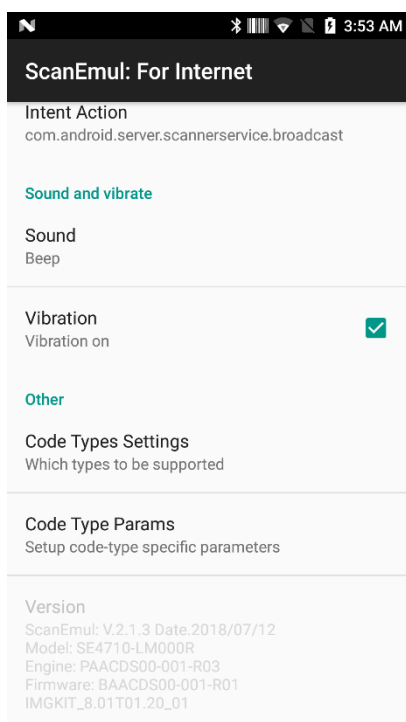 3:53 AM
ScanEmul: For Internet
Intent Action
com.android.server.scannerservice.broadcast
Sound and vibrate
Sound
Beep
Vibration
Vibration on
Other
Code Types Settings
Which types to be supported
Code Type Params
Setup code-type specific parameters
Version
ScanEmul: V.2.1.3 Date.2018/07/12
Model: SE4710-LM000R
Engine: PAACDS00-001-R03
Firmware: BAACDS00-001-R01
IMGKIT_8.01T01.20_01